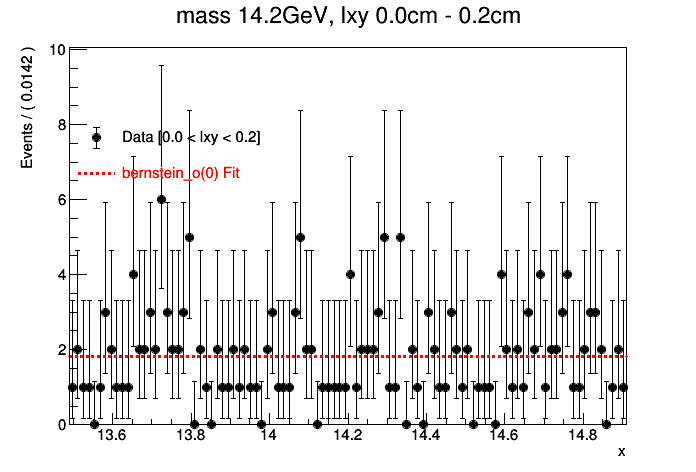 mass 14.2GeV, lxy 0.0cm - 0.2cm
Events / ( 0.0142 )
10
8
6
4
2
0
Data [0.0 < lxy < 0.2]
bernstein_o(0) Fit
13.6 13.8 14 14.2 14.4 14.6 14.8
x